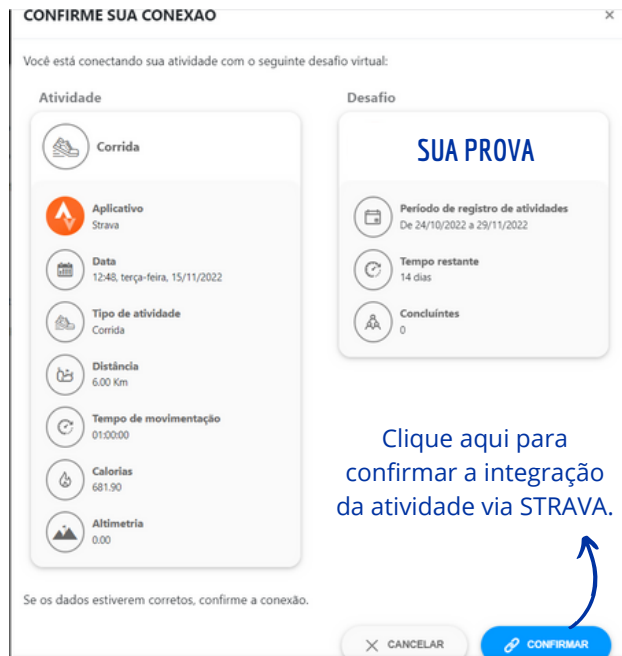 CONFIRME SUA CONEXAO
Você está conectando sua atividade com o seguinte desafio virtual:
Atividade
Corrida
Aplicativo
Strava
Data
12:48, terça-feira, 15/11/2022
Tipo de atividade
Corrida
Distância
6.00 Km
Tempo de movimentação
01:00:00
Calorias
681.90
Altimetria
0.00
Desafio
SUA PROVA
Período de registro de atividades
De 24/10/2022 a 29/11/2022
Tempo restante
14 dias
Concluíntes
0
Clique aqui para
confirmar a integração
da atividade via STRAVA.
Se os dados estiverem corretos, confirme a conexão.
CANCELAR
CONFIRMAR